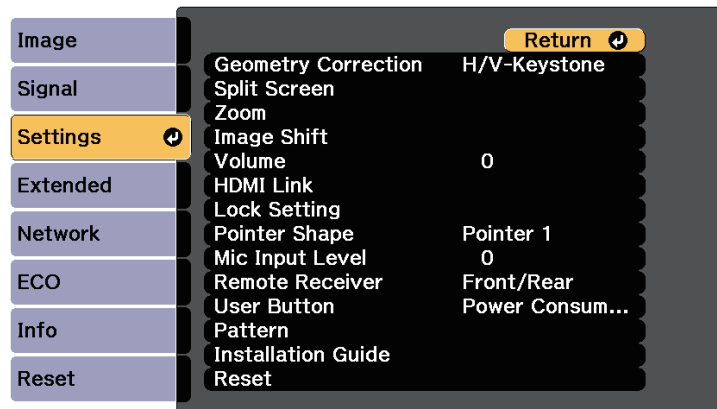 Image
Signal
Settings
Extended
Network
ECO
Info
Reset
Return
Geometry Correction H/V-Keystone
Split Screen
Zoom
Image Shift
Volume 0
HDMI Link
Lock Setting
Pointer Shape Pointer 1
Mic Input Level 0
Remote Receiver Front/Rear
User Button Power Consum...
Pattern
Installation Guide
Reset